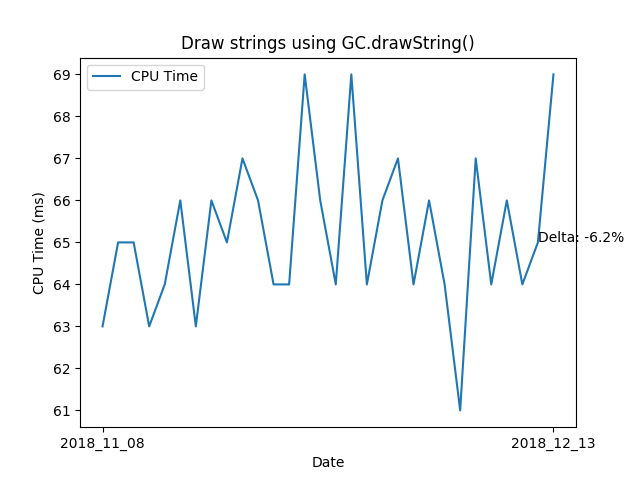 Draw strings using GC.drawString()
CPU Time
69
68
67
66
65
64
63
62
61
CPU Time (ms)
Delta: -6.2%
2018_11_08
2018_12_13
Date